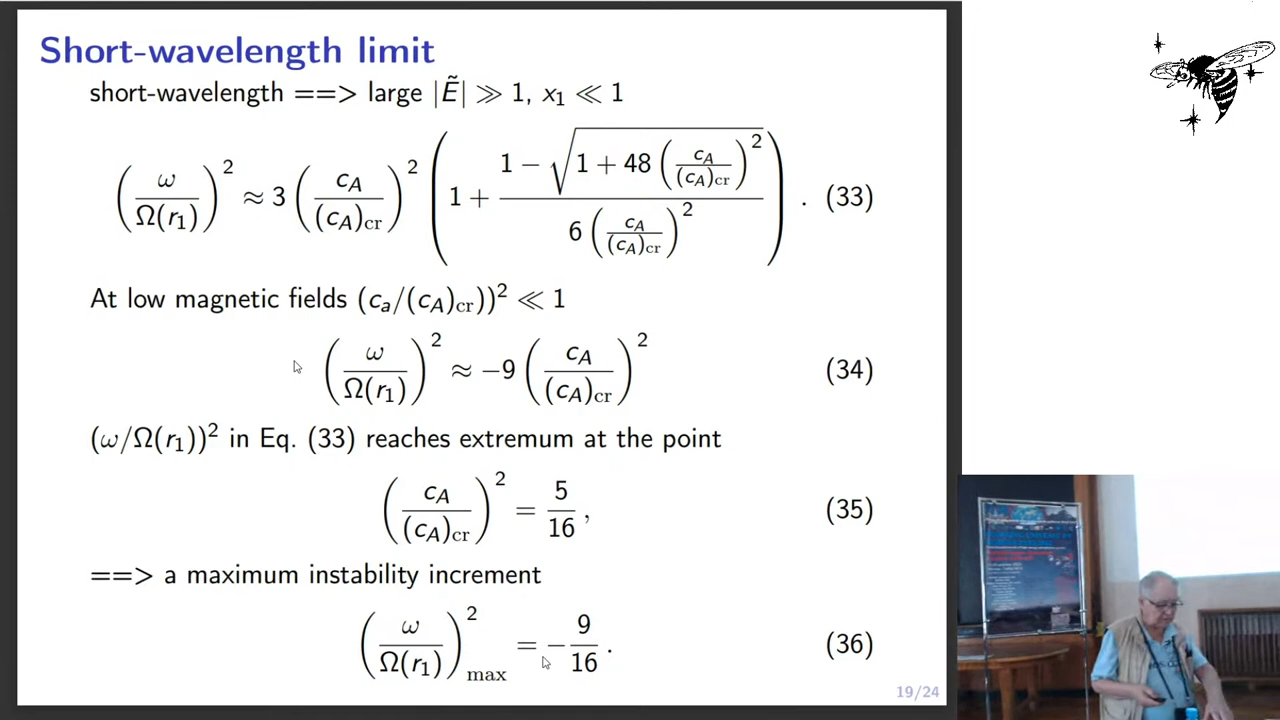 Short-wavelength limit
short-wavelength ==> large |Ẽ| ≫ 1, x₁ ≪ 1
(ω/Ω(r₁))² ≈ 3 (c_A/(c_A)_cr)² (1 + (1 − √(1 + 48 (c_A/(c_A)_cr)²))/(6 (c_A/(c_A)_cr)²)) . (33)
At low magnetic fields (c_a/(c_A)_cr))² ≪ 1
(ω/Ω(r₁))² ≈ −9 (c_A/(c_A)_cr)² (34)
(ω/Ω(r₁))² in Eq. (33) reaches extremum at the point
(c_A/(c_A)_cr)² = 5/16 , (35)
==> a maximum instability increment
(ω/Ω(r₁))²_max = − 9/16 . (36)
19/24